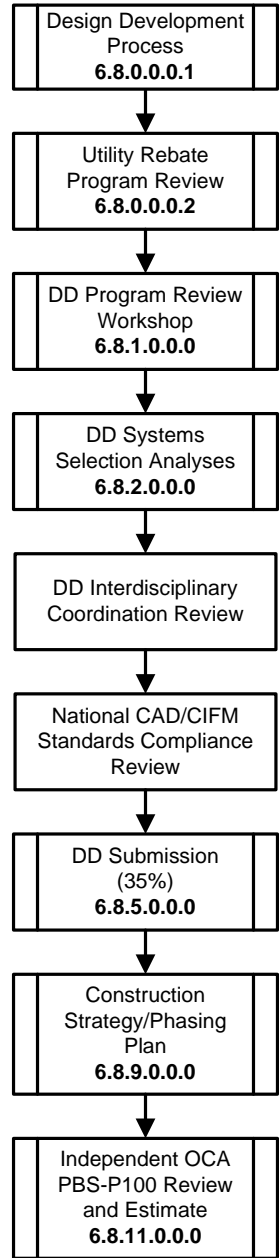 Design Development
Process
6.8.0.0.0.1
Utility Rebate
Program Review
6.8.0.0.0.2
DD Program Review
Workshop
6.8.1.0.0.0
DD Systems
Selection Analyses
6.8.2.0.0.0
DD Interdisciplinary
Coordination Review
National CAD/CIFM
Standards Compliance
Review
DD Submission
(35%)
6.8.5.0.0.0
Construction
Strategy/Phasing
Plan
6.8.9.0.0.0
Independent OCA
PBS-P100 Review
and Estimate
6.8.11.0.0.0